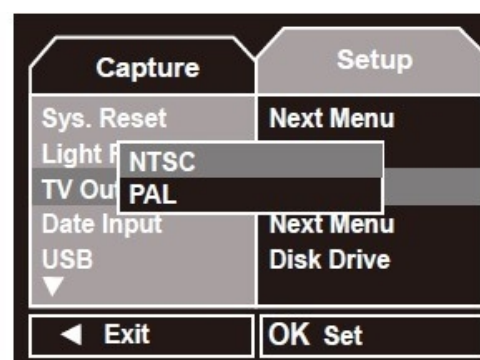 Capture
Setup
Sys. Reset
Next Menu
Light
NTSC
TV Out
PAL
Date Input
Next Menu
USB
Disk Drive
◀ Exit
OK Set